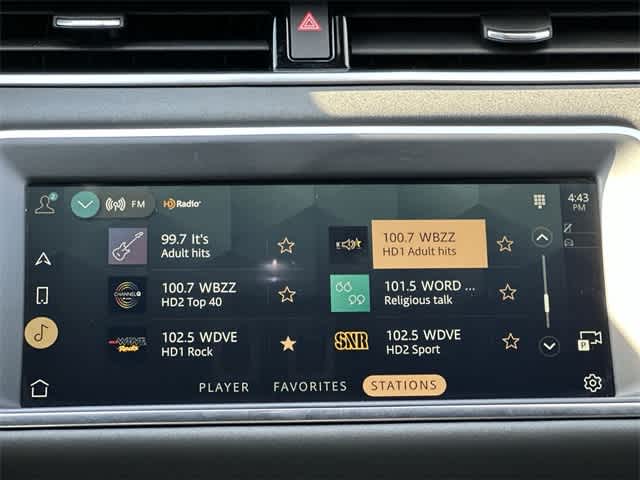 2
FM
HD Radio
4:43
PM
99.7 It's
Adult hits
100.7 WBZZ
HD1 Adult hits
100.7 WBZZ
HD2 Top 40
101.5 WORD ...
Religious talk
102.5 WDVE
HD1 Rock
SNR
102.5 WDVE
HD2 Sport
P
PLAYER
FAVORITES
STATIONS